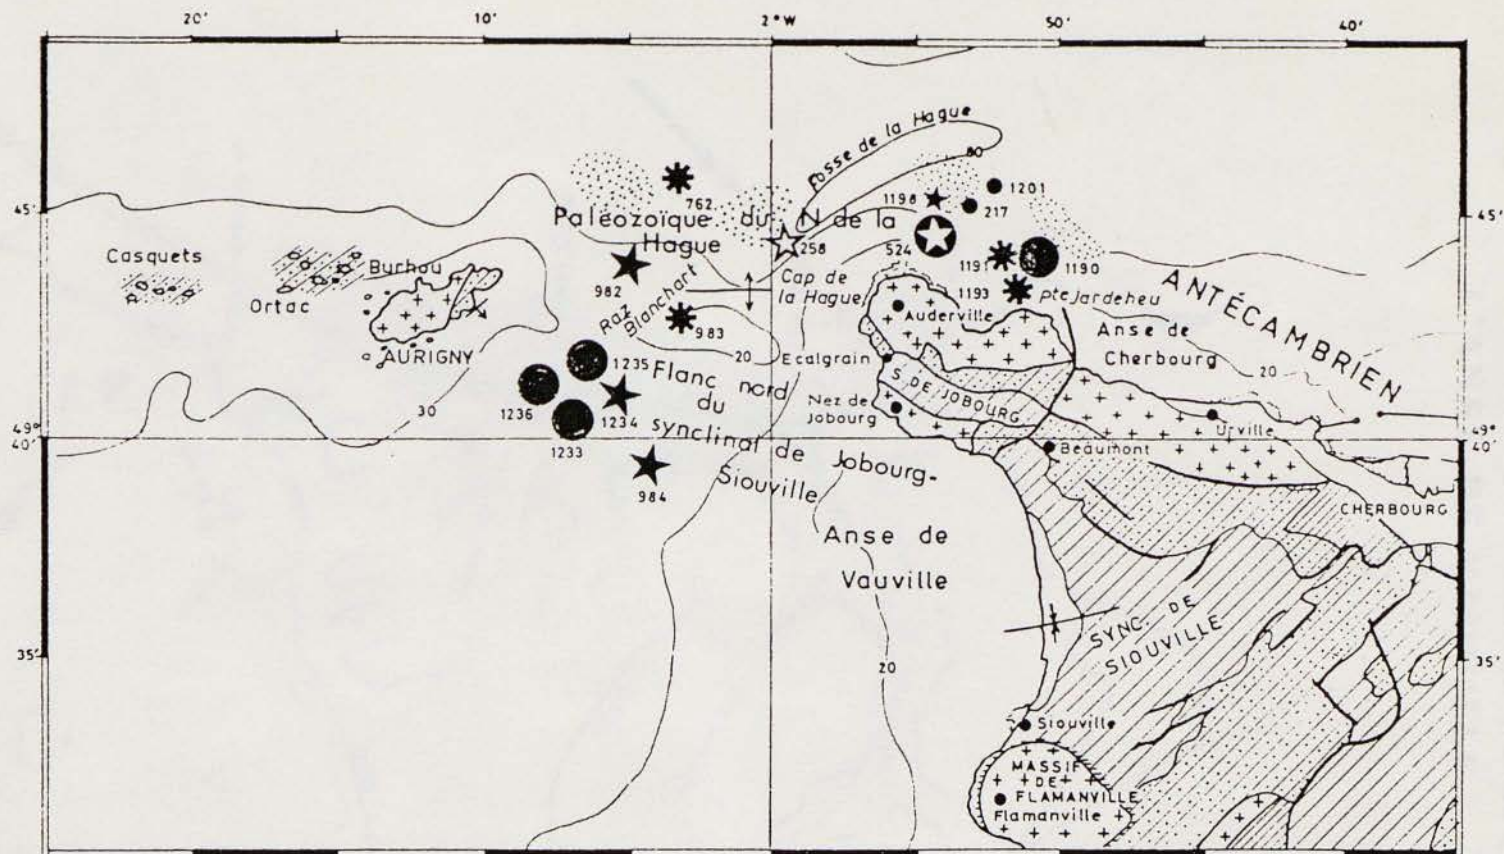 20'
10'
2° W
50'
40'
Fosse de la Hague
80
762
1198
1201
217
45'
Paléozoïque du N de la
Hague
258
524
45'
Casquets
Burhou
Ortac
982
Raz
Blanchart
Cap de
la Hague
1191
1190
1193
pte Jardeheu
ANTÉCAMBRIEN
983
Auderville
Anse de
Cherbourg
AURIGNY
20
Ecalgrain
20
1235
Flanc nord
du
synclinal de Jobourg-
Siouville
S. DE JOBOURG
1236
30
1234
Nez de
Jobourg
Urville
49°
40'
1233
Beaumont
49°
40'
984
CHERBOURG
Anse de
Vauville
SYNC. DE
SIOUVILLE
35'
20
35'
Siouville
MASSIF
DE
FLAMANVILLE
Flamanville